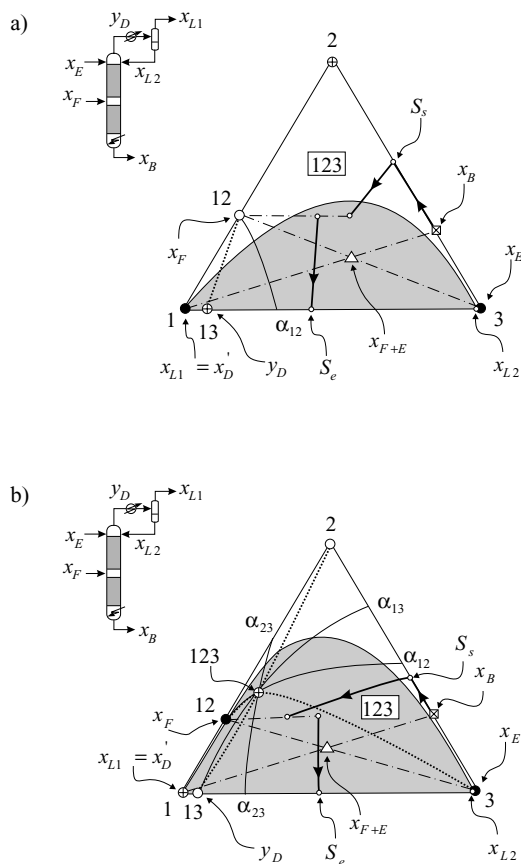 a)
y_D
x_L1
x_E
x_L2
x_F
x_B
2
S_s
123
12
x_B
x_F
x_E
1
13
α_12
3
x_L1 = x_D'
y_D
S_e
x_F+E
x_L2
b)
y_D
x_L1
x_E
x_L2
x_F
x_B
2
α_13
α_23
S_s
α_12
123
x_B
12
123
x_F
x_E
x_L1 = x_D'
1
13
α_23
3
y_D
S_e
x_F+E
x_L2